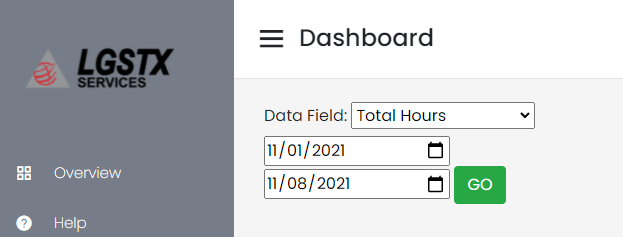 LGSTX
SERVICES
Dashboard
Data Field: Total Hours
11/01/2021
11/08/2021
GO
Overview
? Help